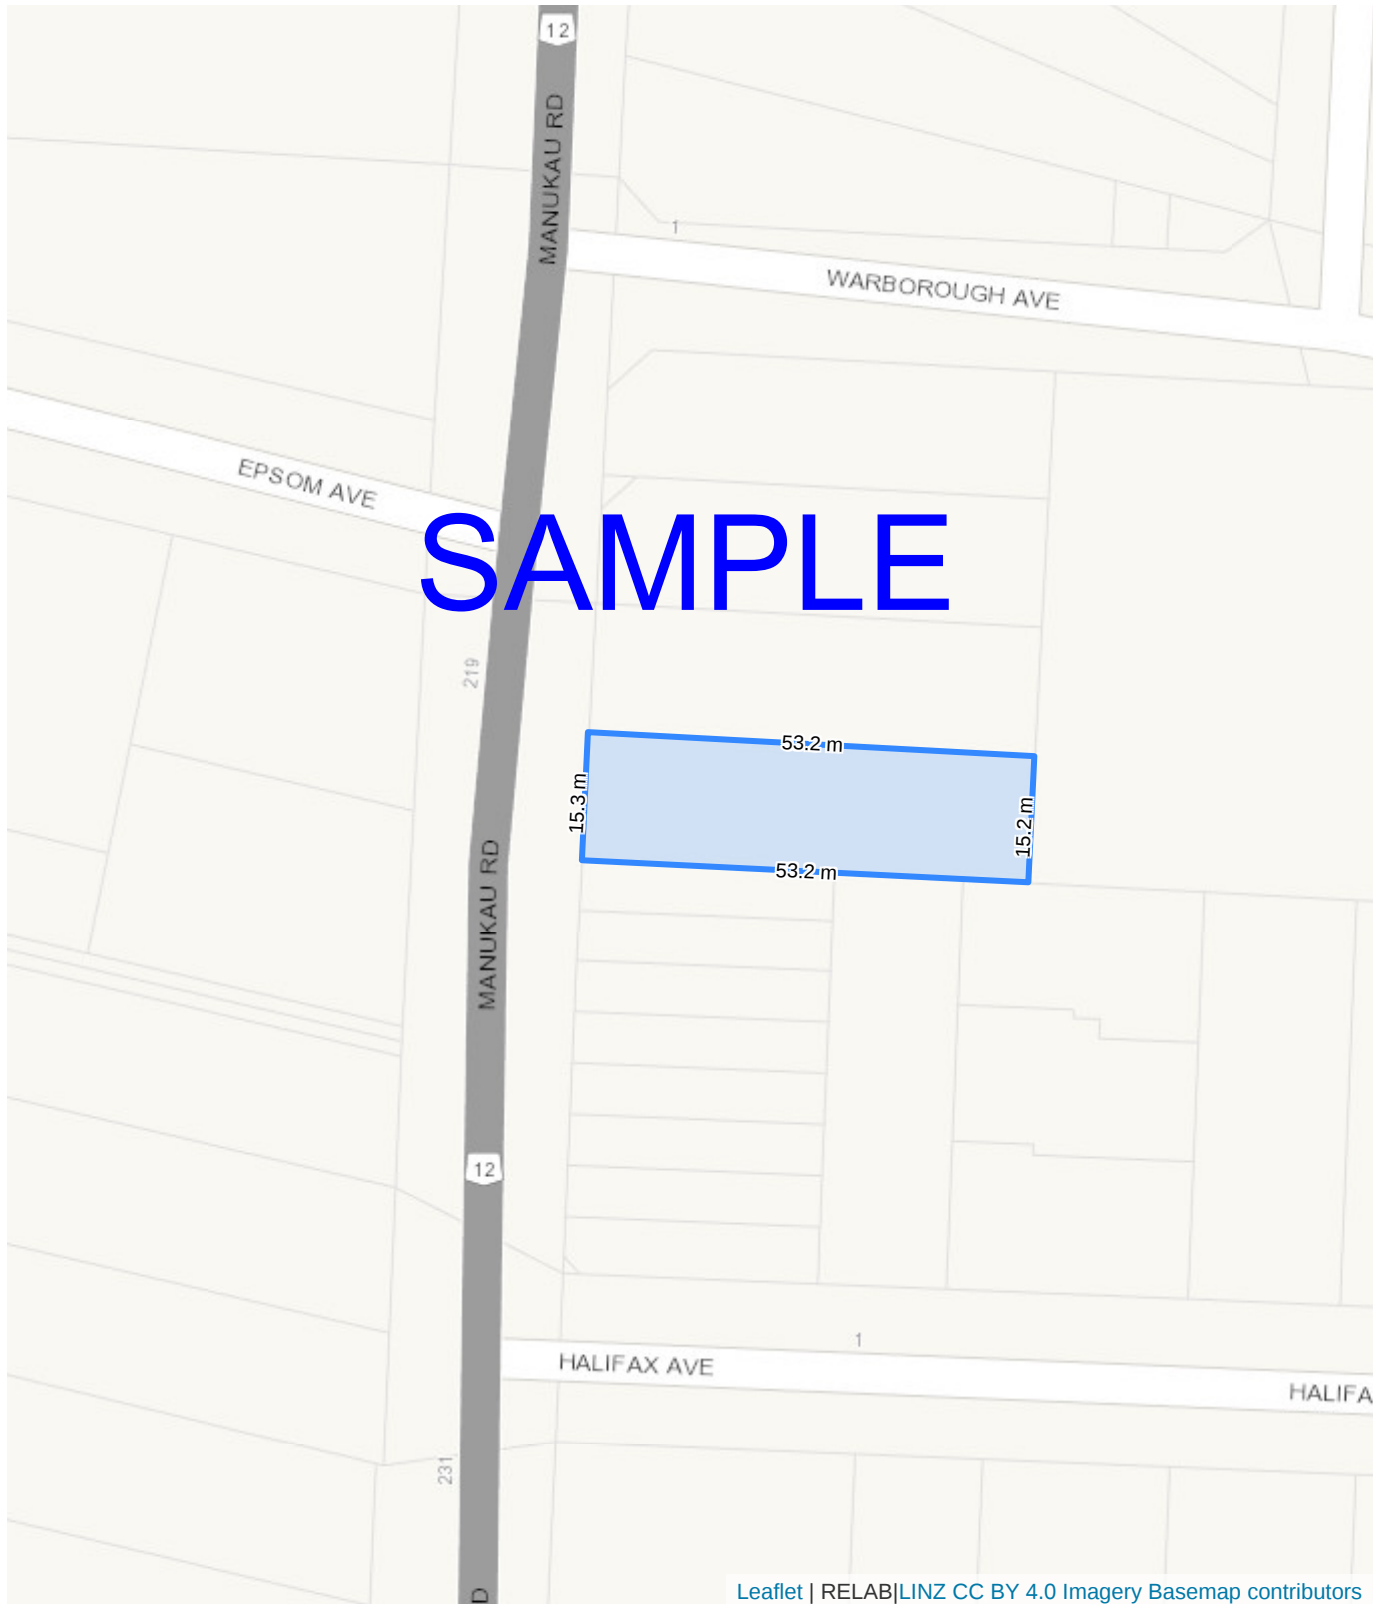 12
MANUKAU RD
1
WARBOROUGH AVE
EPSOM AVE
SAMPLE
219
53.2 m
15.3 m
15.2 m
53.2 m
MANUKAU RD
12
1
HALIFAX AVE
HALIFA
231
D
Leaflet | RELAB|LINZ CC BY 4.0 Imagery Basemap contributors